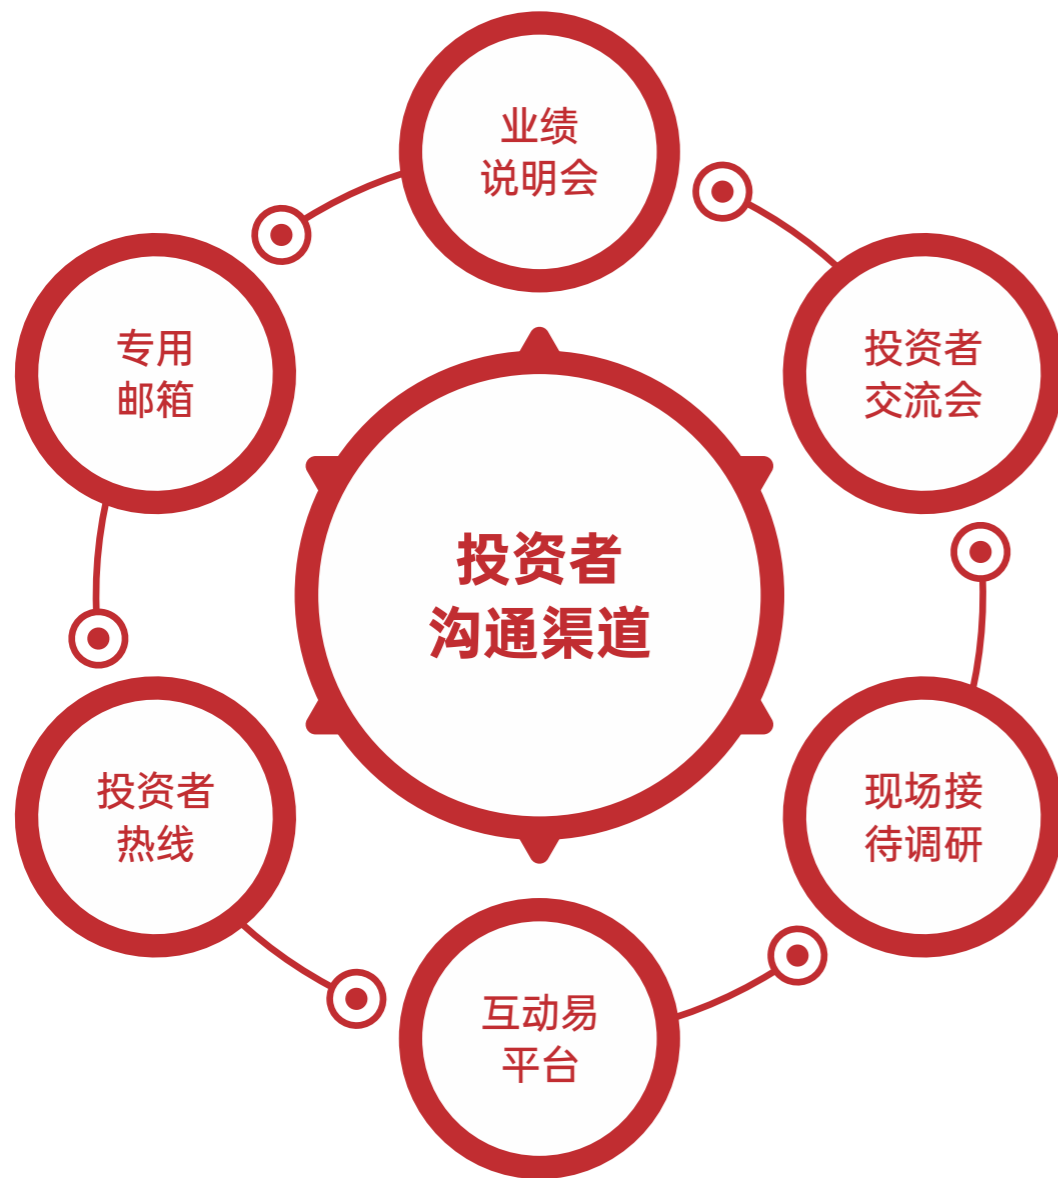 业绩
说明会
专用
邮箱
投资者
交流会
投资者
沟通渠道
投资者
热线
现场接
待调研
互动易
平台